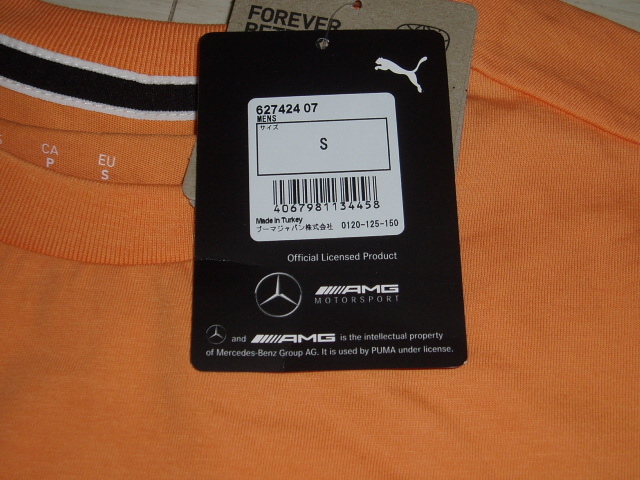 FOREVER
627424 07
MENS
サイズ
S
4067981134458
Made in Turkey
プーマジャパン株式会社 0120-125-150
Official Licensed Product
AMG
MOTORSPORT
and AMG is the intellectual property
of Mercedes-Benz Group AG. It is used by PUMA under license.
CA
P
EU
S